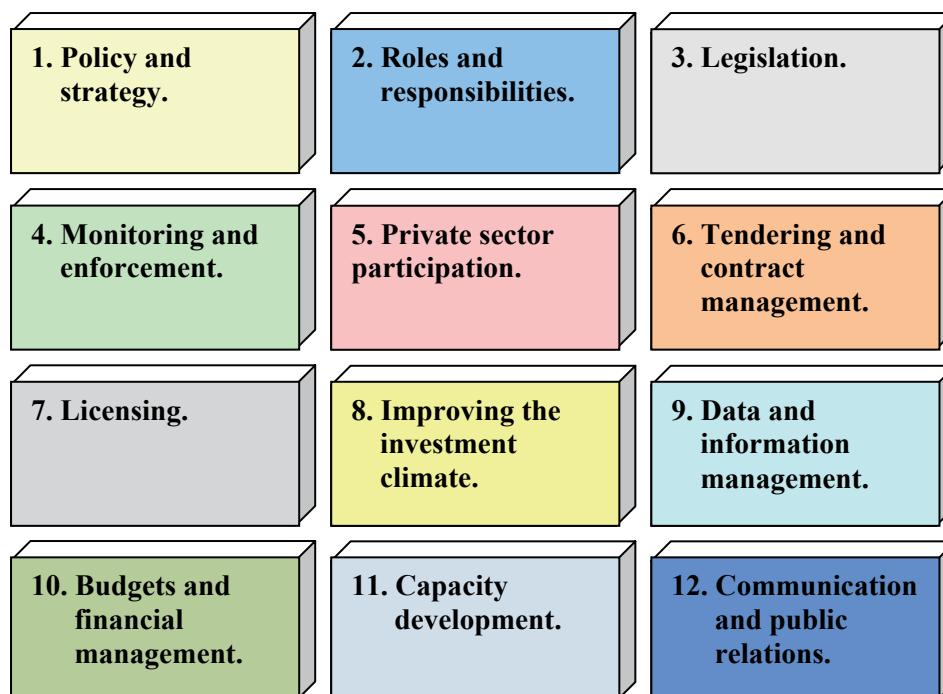 1. Policy and
strategy.
2. Roles and
responsibilities.
3. Legislation.
4. Monitoring and
enforcement.
5. Private sector
participation.
6. Tendering and
contract
management.
7. Licensing.
8. Improving the
investment
climate.
9. Data and
information
management.
10. Budgets and
financial
management.
11. Capacity
development.
12. Communication
and public
relations.